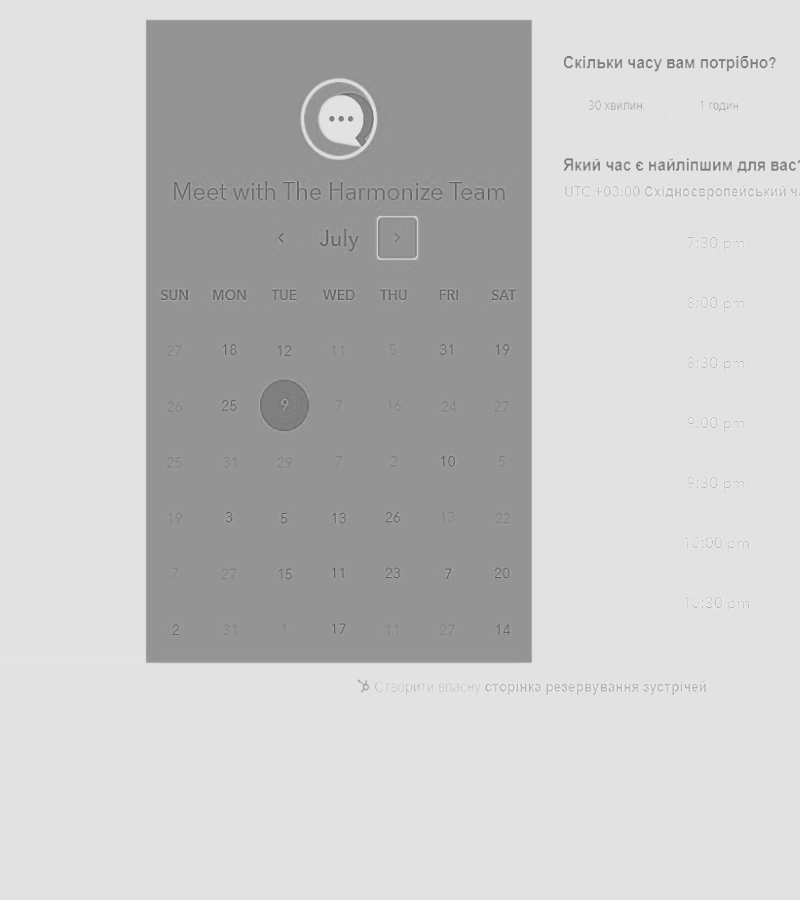 Meet with The Harmonize Team
July
SUN MON TUE WED THU FRI SAT
27 18 12 11 5 31 19
26 25 9 7 16 24 27
25 31 29 7 2 10 5
19 3 5 13 26 13 22
7 27 15 11 23 7 20
2 31 1 17 11 27 14
Скільки часу вам потрібно?
30 хвилин 1 годин
Який час є найліпшим для вас?
UTC +03:00 Східноєвропейський
7:30 pm
8:00 pm
8:30 pm
9:00 pm
9:30 pm
10:00 pm
10:30 pm
Створити власну сторінка резервування зустрічей